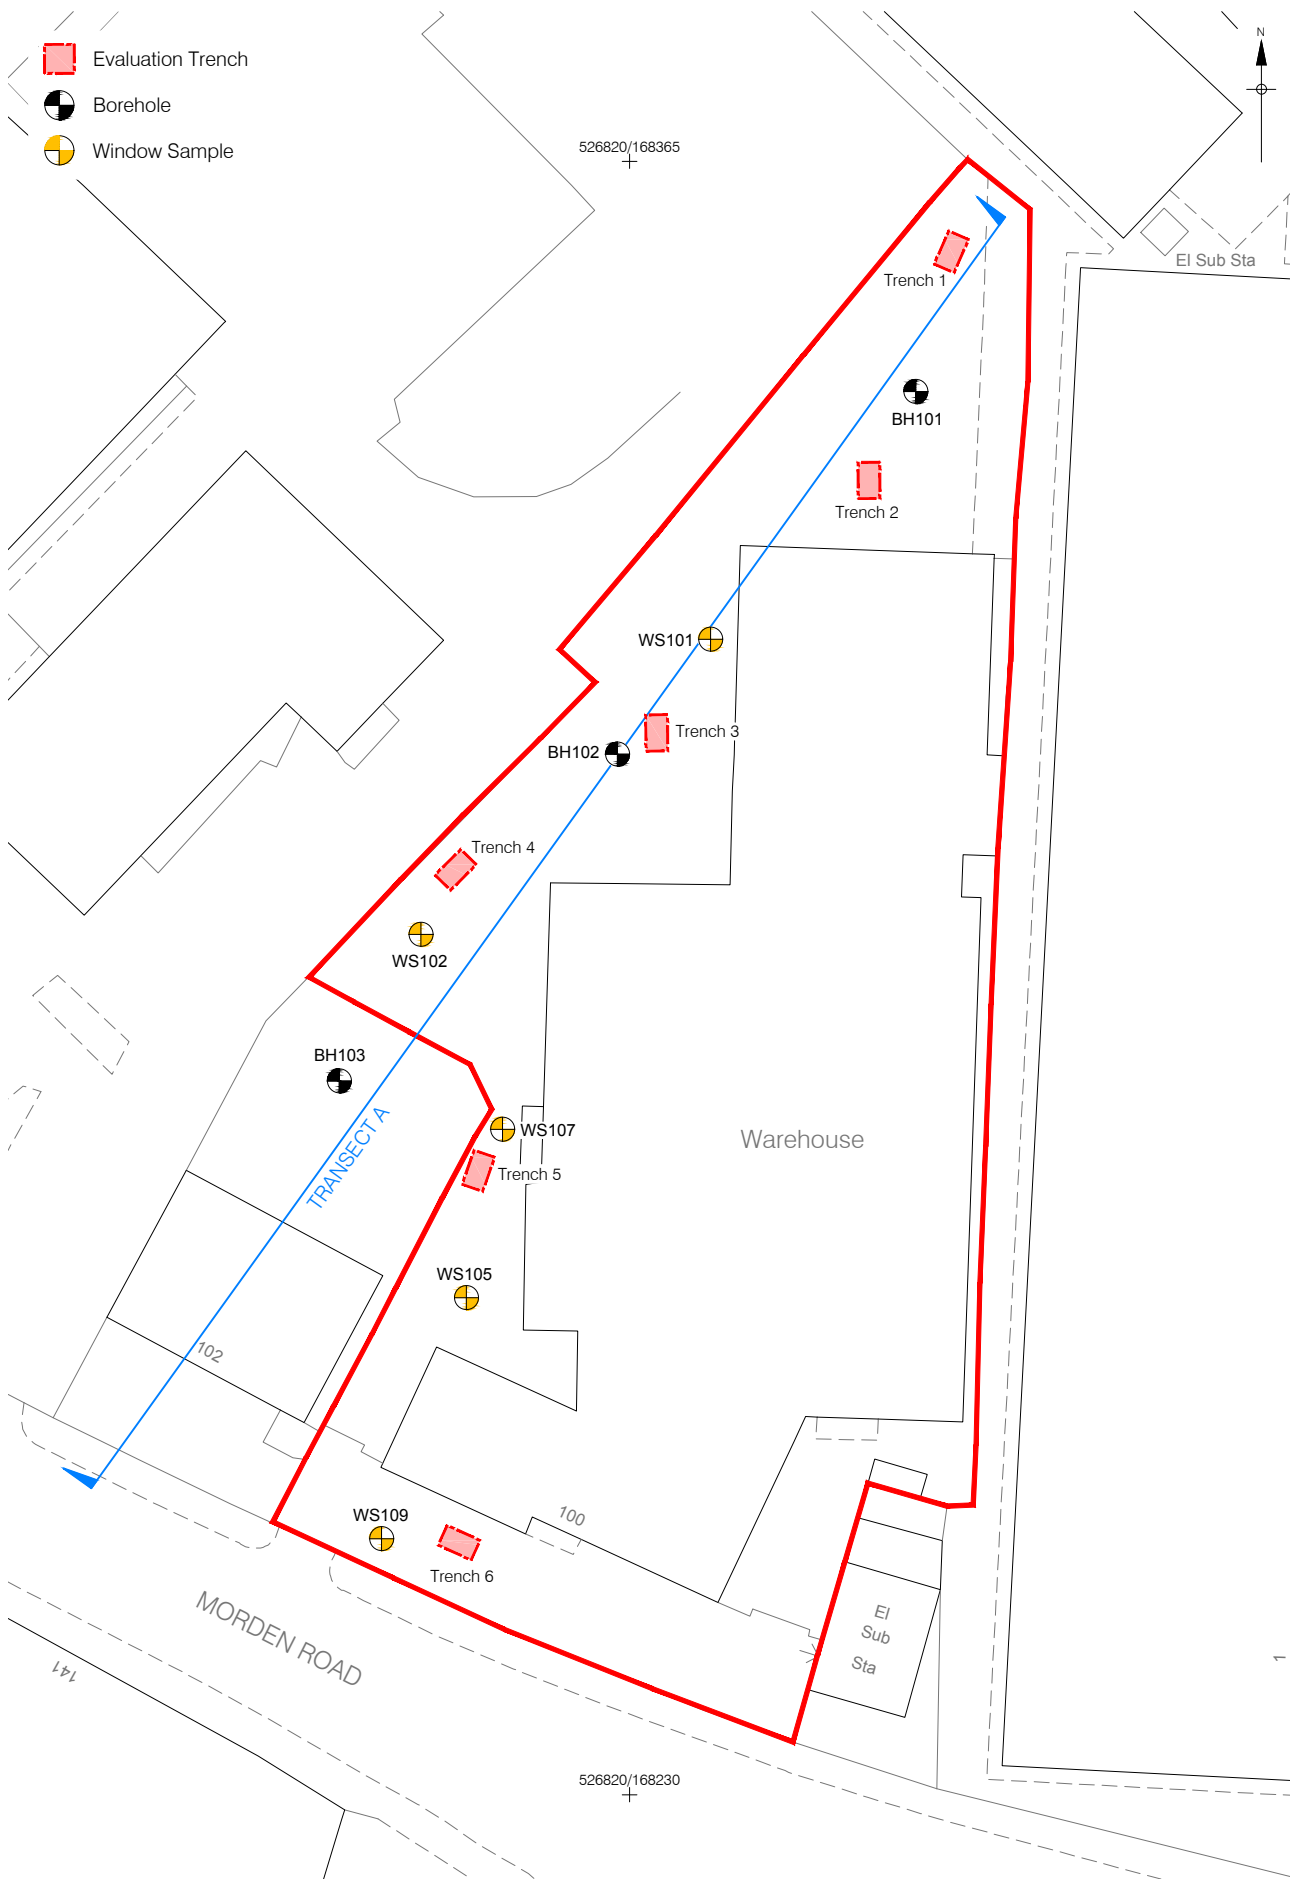 Evaluation Trench
Borehole
Window Sample
N
526820/168365
El Sub Sta
Trench 1
BH101
Trench 2
WS101
Trench 3
BH102
Trench 4
WS102
BH103
WS107
Warehouse
TRANSECT A
Trench 5
WS105
102
WS109
100
Trench 6
MORDEN ROAD
El
Sub
Sta
141
1
526820/168230